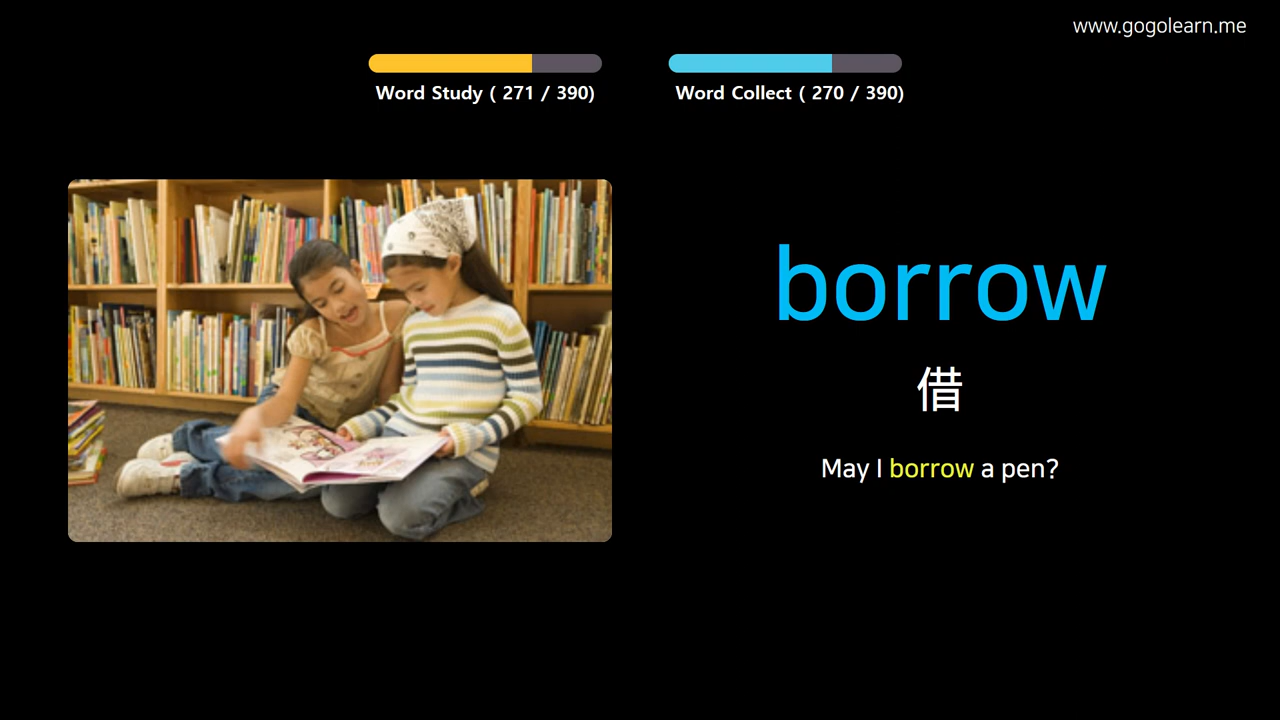 www.gogolearn.me
Word Study ( 271 / 390)
Word Collect ( 270 / 390)
borrow
借
May I borrow a pen?